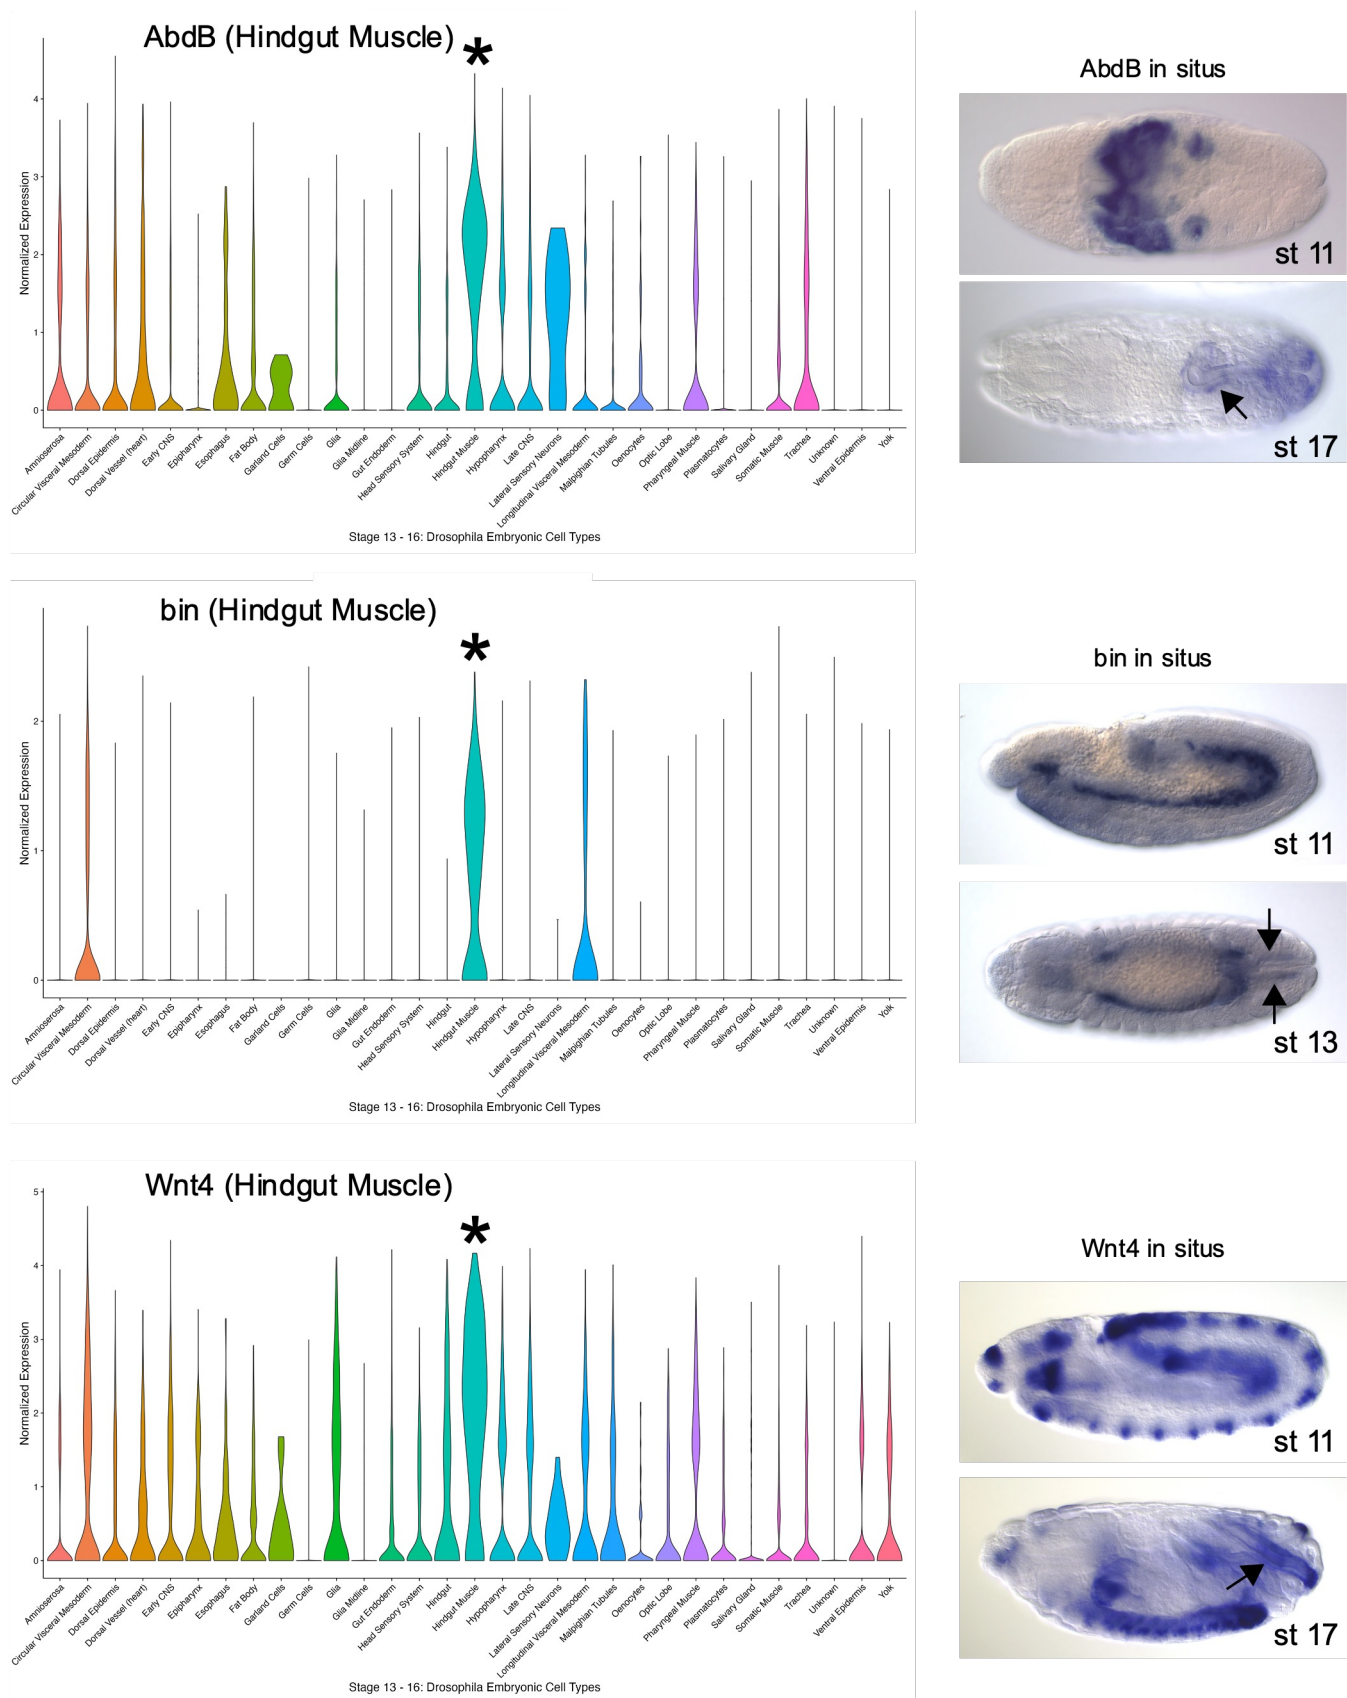 AbdB (Hindgut Muscle)
*
Normalized Expression
4
3
2
1
0
Amnioserosa
Circular Visceral Mesoderm
Dorsal Epidermis
Dorsal Vessel (heart)
Early CNS
Epipharynx
Esophagus
Fat Body
Garland Cells
Germ Cells
Glia
Glia Midline
Gut Endoderm
Head Sensory System
Hindgut
Hindgut Muscle
Hypopharynx
Late CNS
Lateral Sensory Neurons
Longitudinal Visceral Mesoderm
Malpighian Tubules
Oenocytes
Optic Lobe
Pharyngeal Muscle
Plasmatocytes
Salivary Gland
Somatic Muscle
Trachea
Unknown
Ventral Epidermis
Yolk
Stage 13 - 16: Drosophila Embryonic Cell Types
AbdB in situs
st 11
st 17
bin (Hindgut Muscle)
*
Normalized Expression
2
1
0
Amnioserosa
Circular Visceral Mesoderm
Dorsal Epidermis
Dorsal Vessel (heart)
Early CNS
Epipharynx
Esophagus
Fat Body
Garland Cells
Germ Cells
Glia
Glia Midline
Gut Endoderm
Head Sensory System
Hindgut
Hindgut Muscle
Hypopharynx
Late CNS
Lateral Sensory Neurons
Longitudinal Visceral Mesoderm
Malpighian Tubules
Oenocytes
Optic Lobe
Pharyngeal Muscle
Plasmatocytes
Salivary Gland
Somatic Muscle
Trachea
Unknown
Ventral Epidermis
Yolk
Stage 13 - 16: Drosophila Embryonic Cell Types
bin in situs
st 11
st 13
Wnt4 (Hindgut Muscle)
*
Normalized Expression
5
4
3
2
1
0
Amnioserosa
Circular Visceral Mesoderm
Dorsal Epidermis
Dorsal Vessel (heart)
Early CNS
Epipharynx
Esophagus
Fat Body
Garland Cells
Germ Cells
Glia
Glia Midline
Gut Endoderm
Head Sensory System
Hindgut
Hindgut Muscle
Hypopharynx
Late CNS
Lateral Sensory Neurons
Longitudinal Visceral Mesoderm
Malpighian Tubules
Oenocytes
Optic Lobe
Pharyngeal Muscle
Plasmatocytes
Salivary Gland
Somatic Muscle
Trachea
Unknown
Ventral Epidermis
Yolk
Stage 13 - 16: Drosophila Embryonic Cell Types
Wnt4 in situs
st 11
st 17